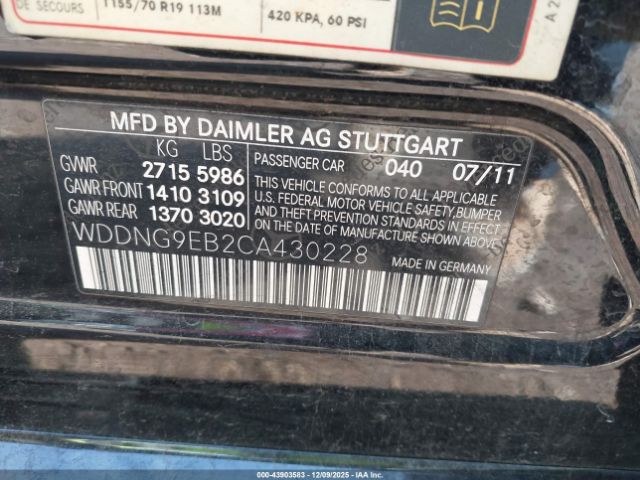 DE SECOURS T155/70 R19 113M 420 KPA, 60 PSI
MFD BY DAIMLER AG STUTTGART
KG LBS
GVWR 2715 5986
GAWR FRONT 1410 3109
GAWR REAR 1370 3020
PASSENGER CAR 040 07/11
THIS VEHICLE CONFORMS TO ALL APPLICABLE
U.S. FEDERAL MOTOR VEHICLE SAFETY, BUMPER
AND THEFT PREVENTION STANDARDS
IN EFFECT ON THE DATE OF
MANUFACTURE SHOWN ABOVE
WDDNG9EB2CA430228
MADE IN GERMANY
A 2
000-43903583 | 12/09/2025 - IAA, Inc.